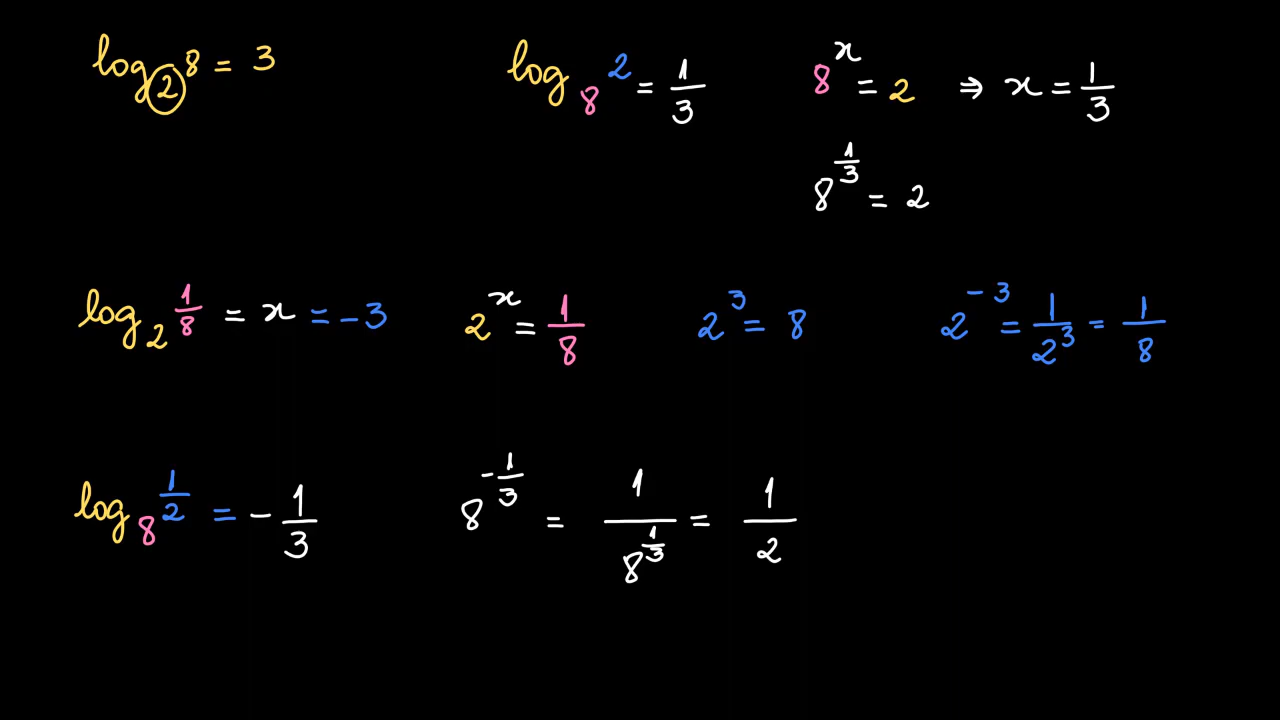 log₂ 8 = 3    log₈ 2 = 1/3    8ˣ = 2 ⇒ x = 1/3
8^(1/3) = 2
log₂ 1/8 = x = -3    2ˣ = 1/8    2³ = 8    2⁻³ = 1/2³ = 1/8
log₈ 1/2 = -1/3    8^(-1/3) = 1/8^(1/3) = 1/2